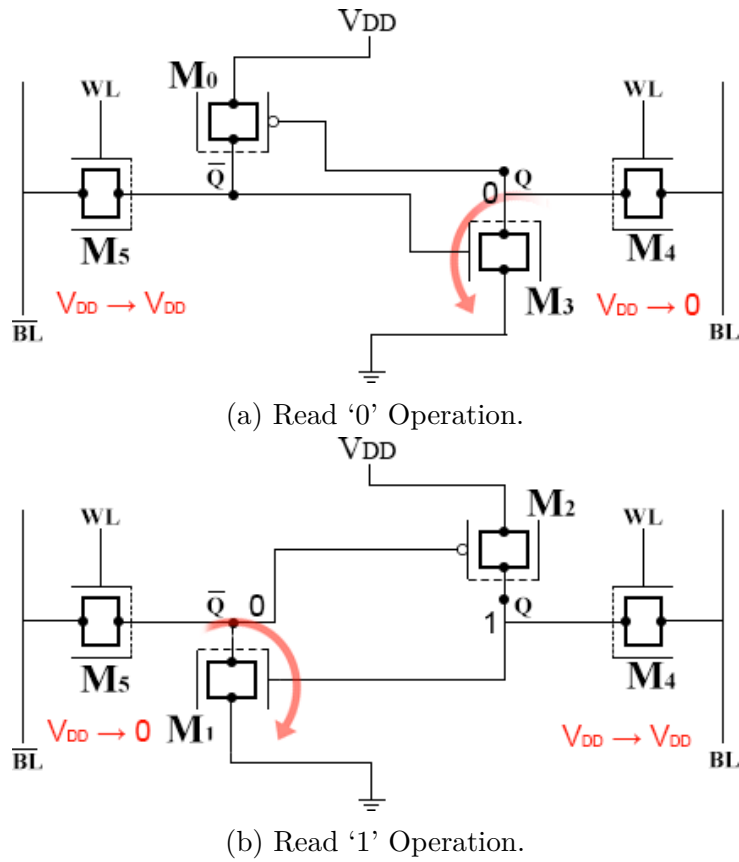 VDD
M0
WL
WL
Q̅
Q
0
M5
M4
M3
VDD → VDD
VDD → 0
B̅L̅
BL
(a) Read ‘0’ Operation.
VDD
M2
WL
WL
Q̅
0
Q
1
M5
M4
M1
VDD → 0
VDD → VDD
B̅L̅
BL
(b) Read ‘1’ Operation.